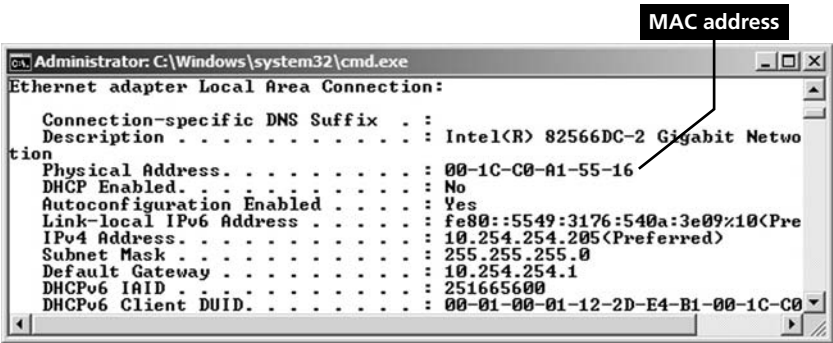 MAC address
Administrator: C:\Windows\system32\cmd.exe
Ethernet adapter Local Area Connection:
Connection-specific DNS Suffix . :
Description . . . . . . . . . . . : Intel(R) 82566DC-2 Gigabit Netwo
tion
Physical Address. . . . . . . . . : 00-1C-C0-A1-55-16
DHCP Enabled. . . . . . . . . . . : No
Autoconfiguration Enabled . . . . : Yes
Link-local IPv6 Address . . . . . : fe80::5549:3176:540a:3e09%10(Pre
IPv4 Address. . . . . . . . . . . : 10.254.254.205(Preferred)
Subnet Mask . . . . . . . . . . . : 255.255.255.0
Default Gateway . . . . . . . . . : 10.254.254.1
DHCPv6 IAID . . . . . . . . . . . : 251665600
DHCPv6 Client DUID. . . . . . . . : 00-01-00-01-12-2D-E4-B1-00-1C-C0